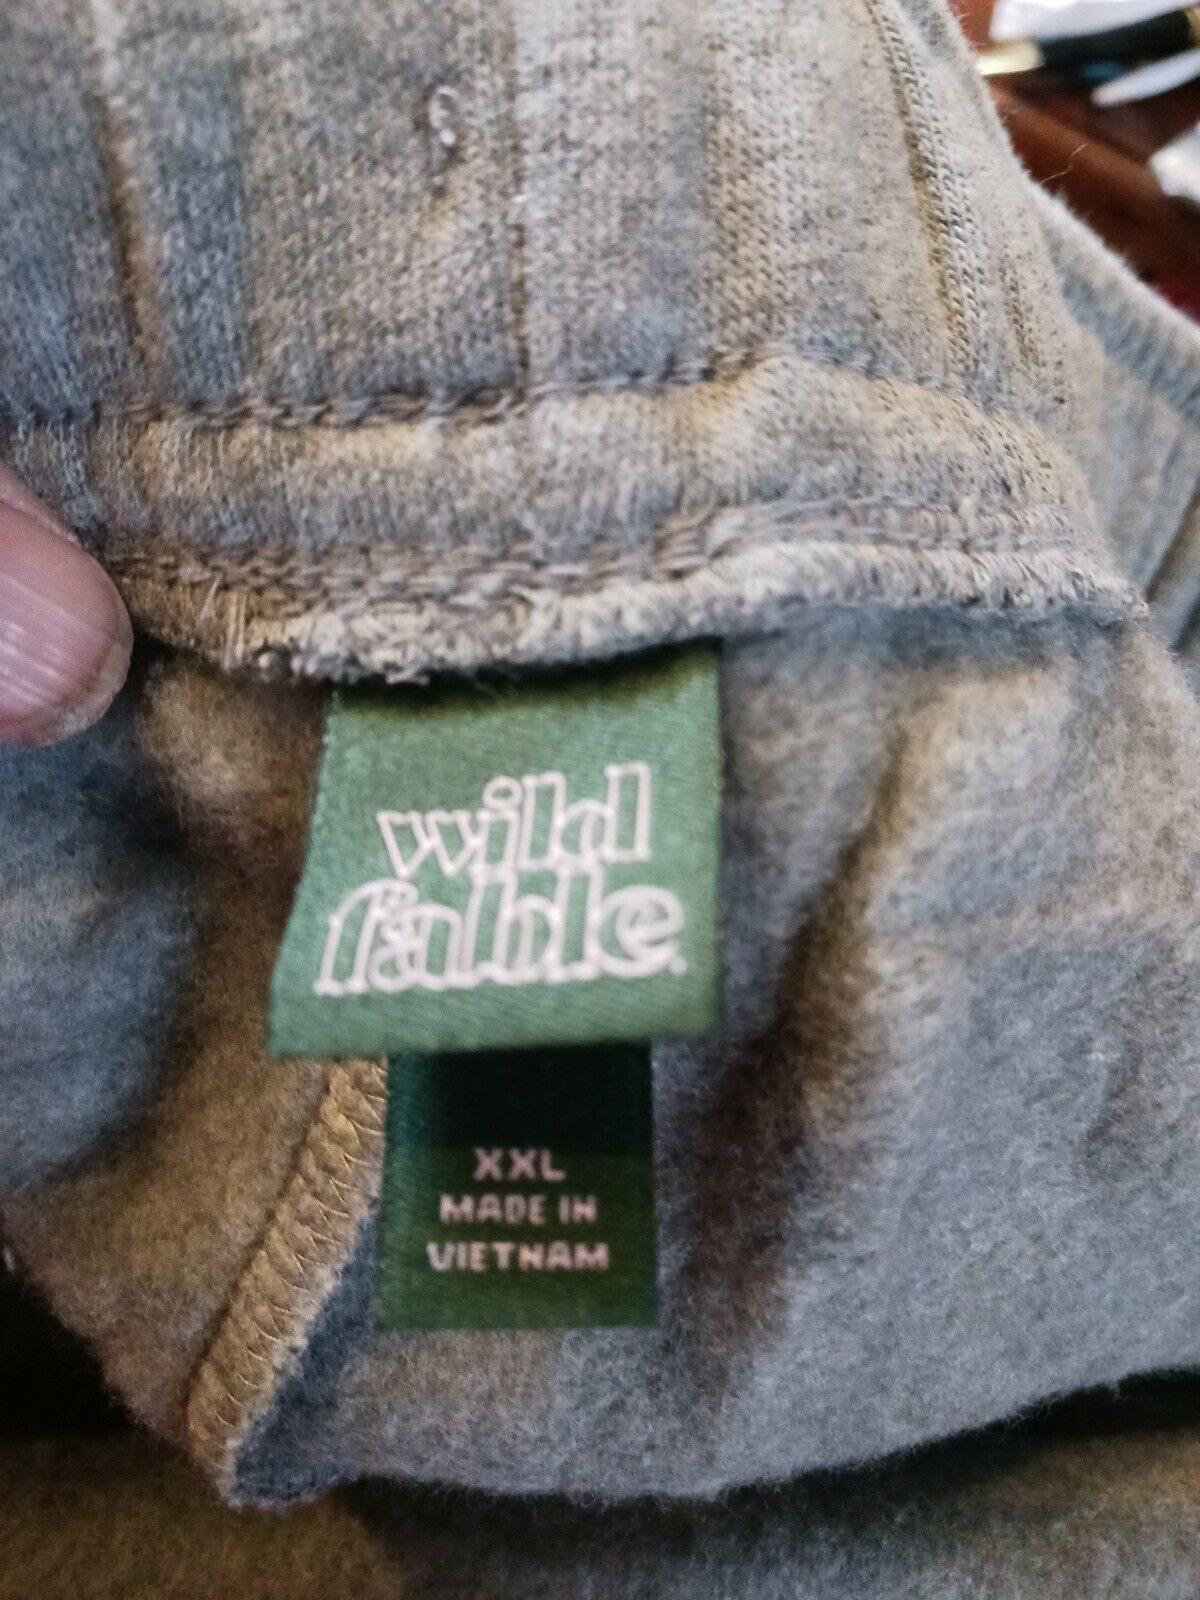 wild
fable.
XXL
MADE IN
VIETNAM